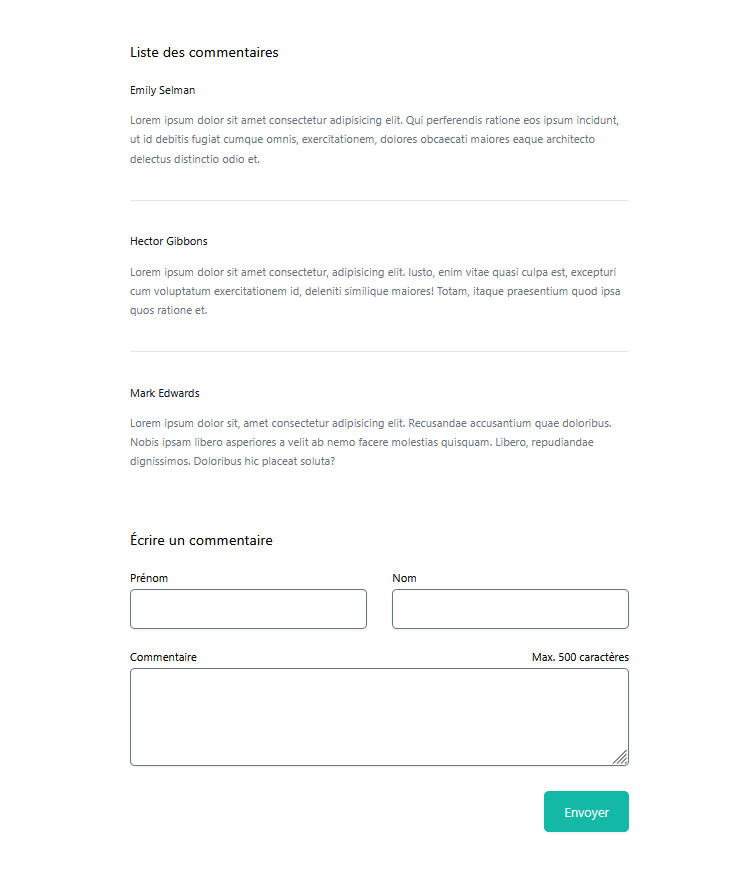 Liste des commentaires
Emily Selman
Lorem ipsum dolor sit amet consectetur adipisicing elit. Qui perferendis ratione eos ipsum incidunt,
ut id debitis fugiat cumque omnis, exercitationem, dolores obcaecati maiores eaque architecto
delectus distinctio odio et.
Hector Gibbons
Lorem ipsum dolor sit amet consectetur, adipisicing elit. Iusto, enim vitae quasi culpa est, excepturi
cum voluptatum exercitationem id, deleniti similique maiores! Totam, itaque praesentium quod ipsa
quos ratione et.
Mark Edwards
Lorem ipsum dolor sit, amet consectetur adipisicing elit. Recusandae accusantium quae doloribus.
Nobis ipsam libero asperiores a velit ab nemo facere molestias quisquam. Libero, repudiandae
dignissimos. Doloribus hic placeat soluta?
Écrire un commentaire
Prénom Nom
Commentaire Max. 500 caractères
Envoyer